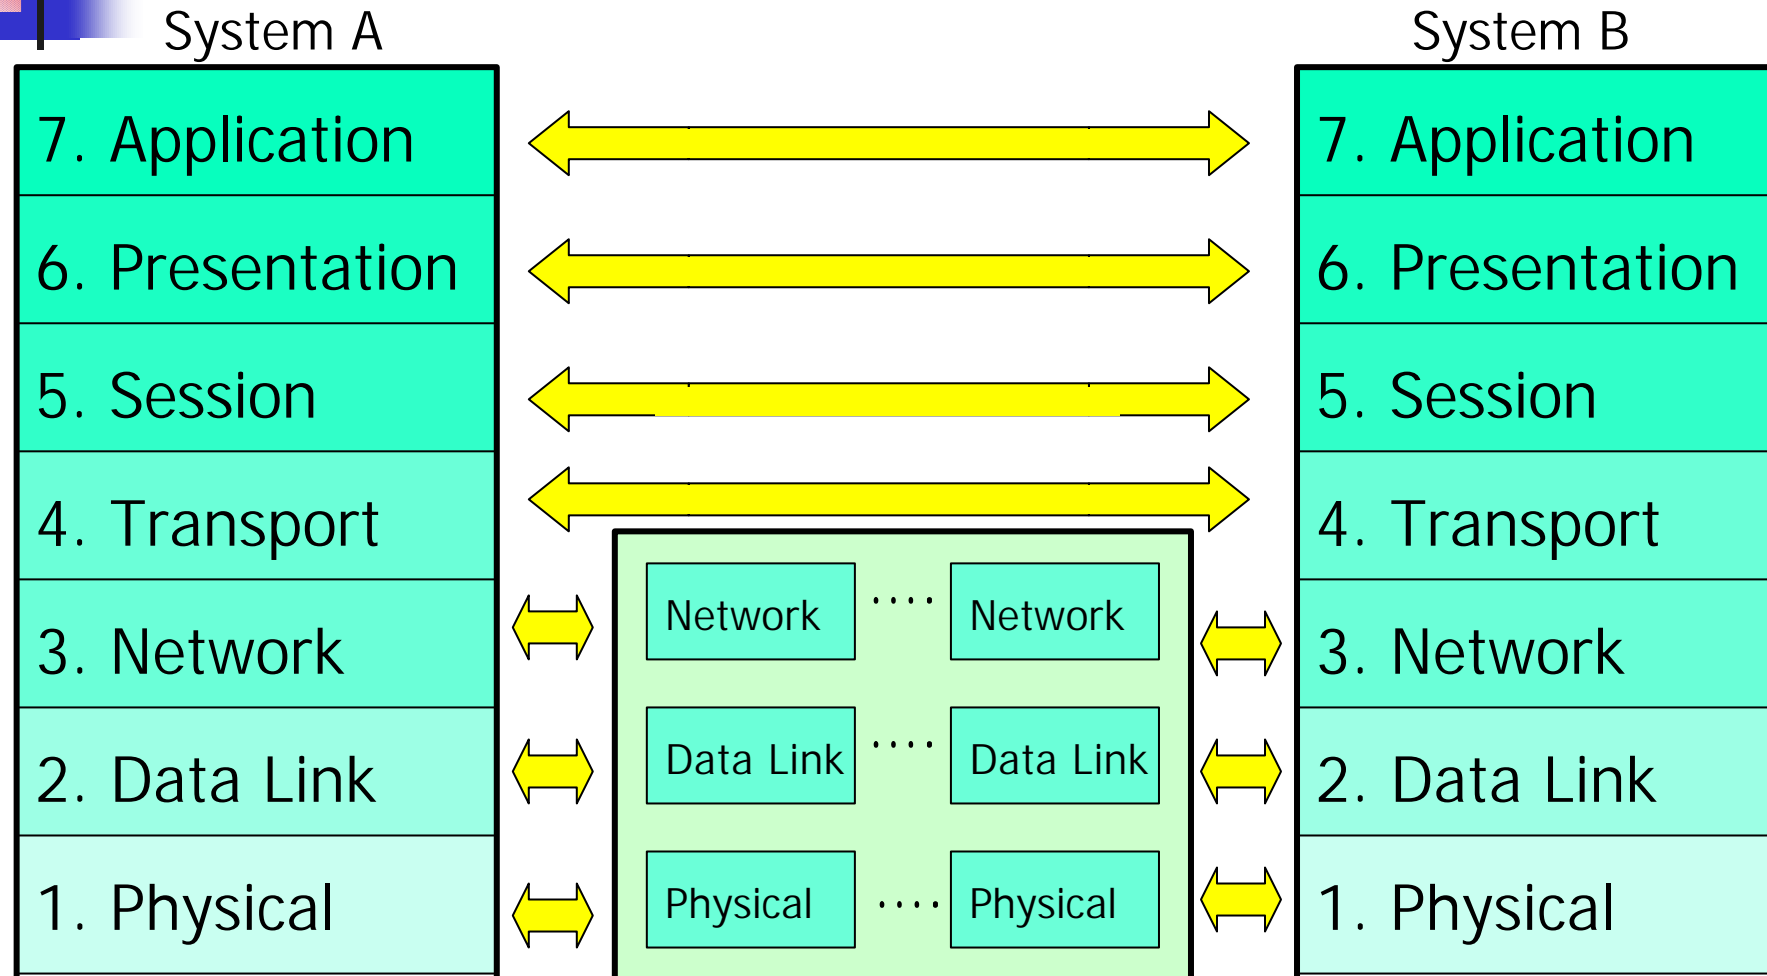 System A
System B
7. Application
7. Application
6. Presentation
6. Presentation
5. Session
5. Session
4. Transport
4. Transport
3. Network
Network .... Network
3. Network
2. Data Link
Data Link .... Data Link
2. Data Link
1. Physical
Physical .... Physical
1. Physical